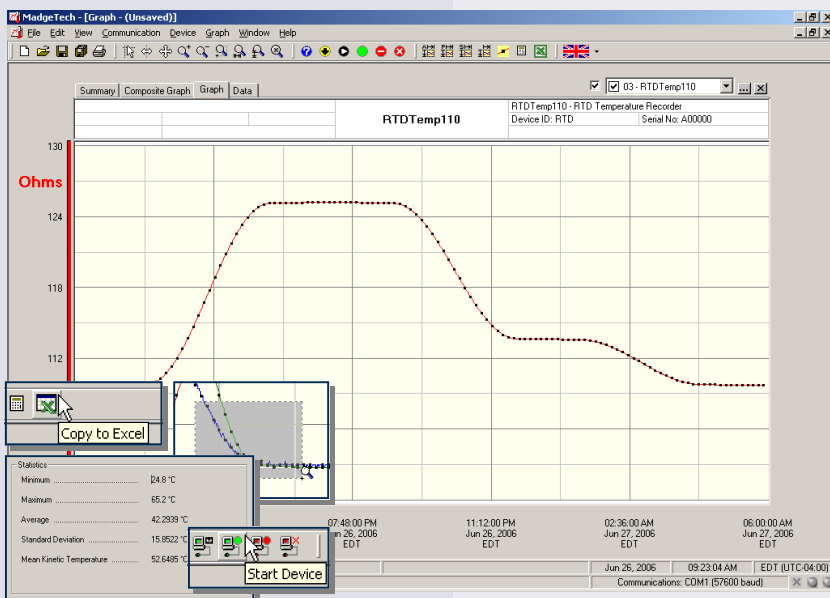 MadgeTech - [Graph - (Unsaved)]
File Edit View Communication Device Graph Window Help
Summary Composite Graph Graph Data
03 - RTDTemp110
...
RTDTemp110
RTDTemp110 - RTD Temperature Recorder
Device ID: RTD Serial No: A00000
Ohms
130
124
118
112
Copy to Excel
Statistics
Minimum 24.8 °C
Maximum 65.2 °C
Average 42.2939 °C
Standard Deviation 15.8522 °C
Mean Kinetic Temperature 52.6485 °C
Start Device
07:48:00 PM
26, 2006
EDT
11:12:00 PM
Jun 26, 2006
EDT
02:36:00 AM
Jun 27, 2006
EDT
06:00:00 AM
Jun 27, 2006
EDT
Jun 26, 2006 09:23:04 AM EDT (UTC-04:00)
Communications: COM1 (57600 baud)